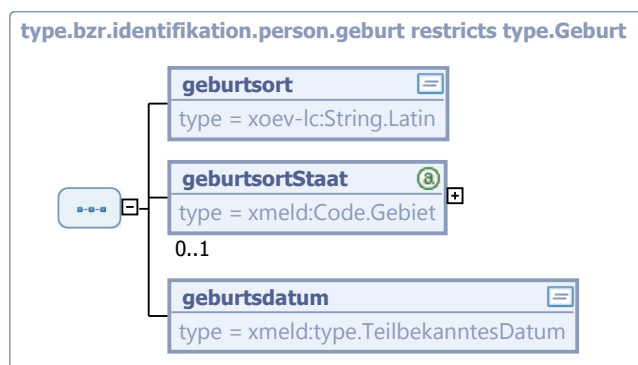 type.bzr.identifikation.person.geburt restricts type.Geburt
geburtsort
type = xoev-lc:String.Latin
geburtsortStaat
type = xmeld:Code.Gebiet
0..1
geburtsdatum
type = xmeld:type.TeilbekanntesDatum